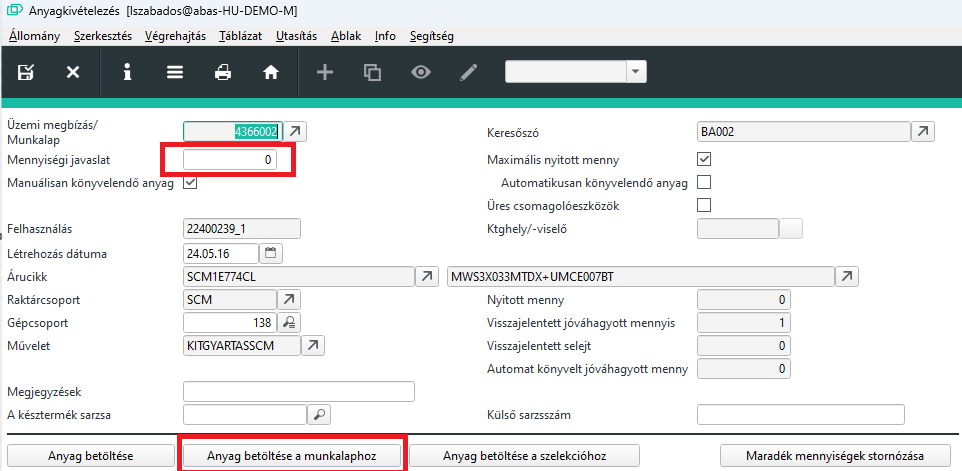 Anyagkivételezés [lszabados@abas-HU-DEMO-M]
Állomány Szerkesztés Végrehajtás Táblázat Utasítás Ablak Info Segítség
Üzemi megbízás/
Munkalap 4366002 Keresőszó BA002
Mennyiségi javaslat 0 Maximális nyitott menny
Manuálisan könyvelendő anyag Automatikusan könyvelendő anyag
Üres csomagolóeszközök
Felhasználás 22400239_1 Ktghely/-viselő
Létrehozás dátuma 24.05.16
Árucikk SCM1E774CL MWS3X033MTDX+UMCE007BT
Raktárcsoport SCM Nyitott menny 0
Gépcsoport 138 Visszajelentett jóváhagyott mennyis 1
Művelet KITGYARTASSCM Visszajelentett selejt 0
Automat könyvelt jóváhagyott menny 0
Megjegyzések
A késztermék sarzsa Külső sarzsszám
Anyag betöltése Anyag betöltése a munkalaphoz Anyag betöltése a szelekcióhoz Maradék mennyiségek stornózása